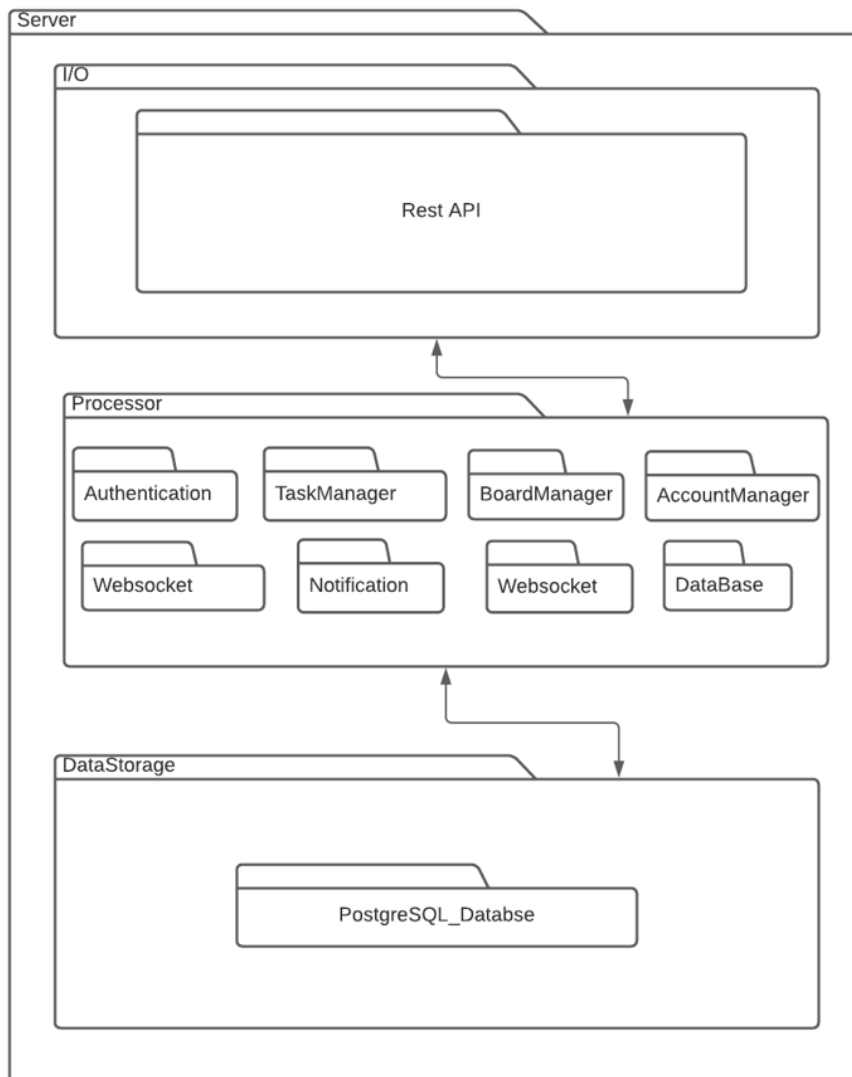 Server
I/O
Rest API
Processor
Authentication
TaskManager
BoardManager
AccountManager
Websocket
Notification
Websocket
DataBase
DataStorage
PostgreSQL_Databse